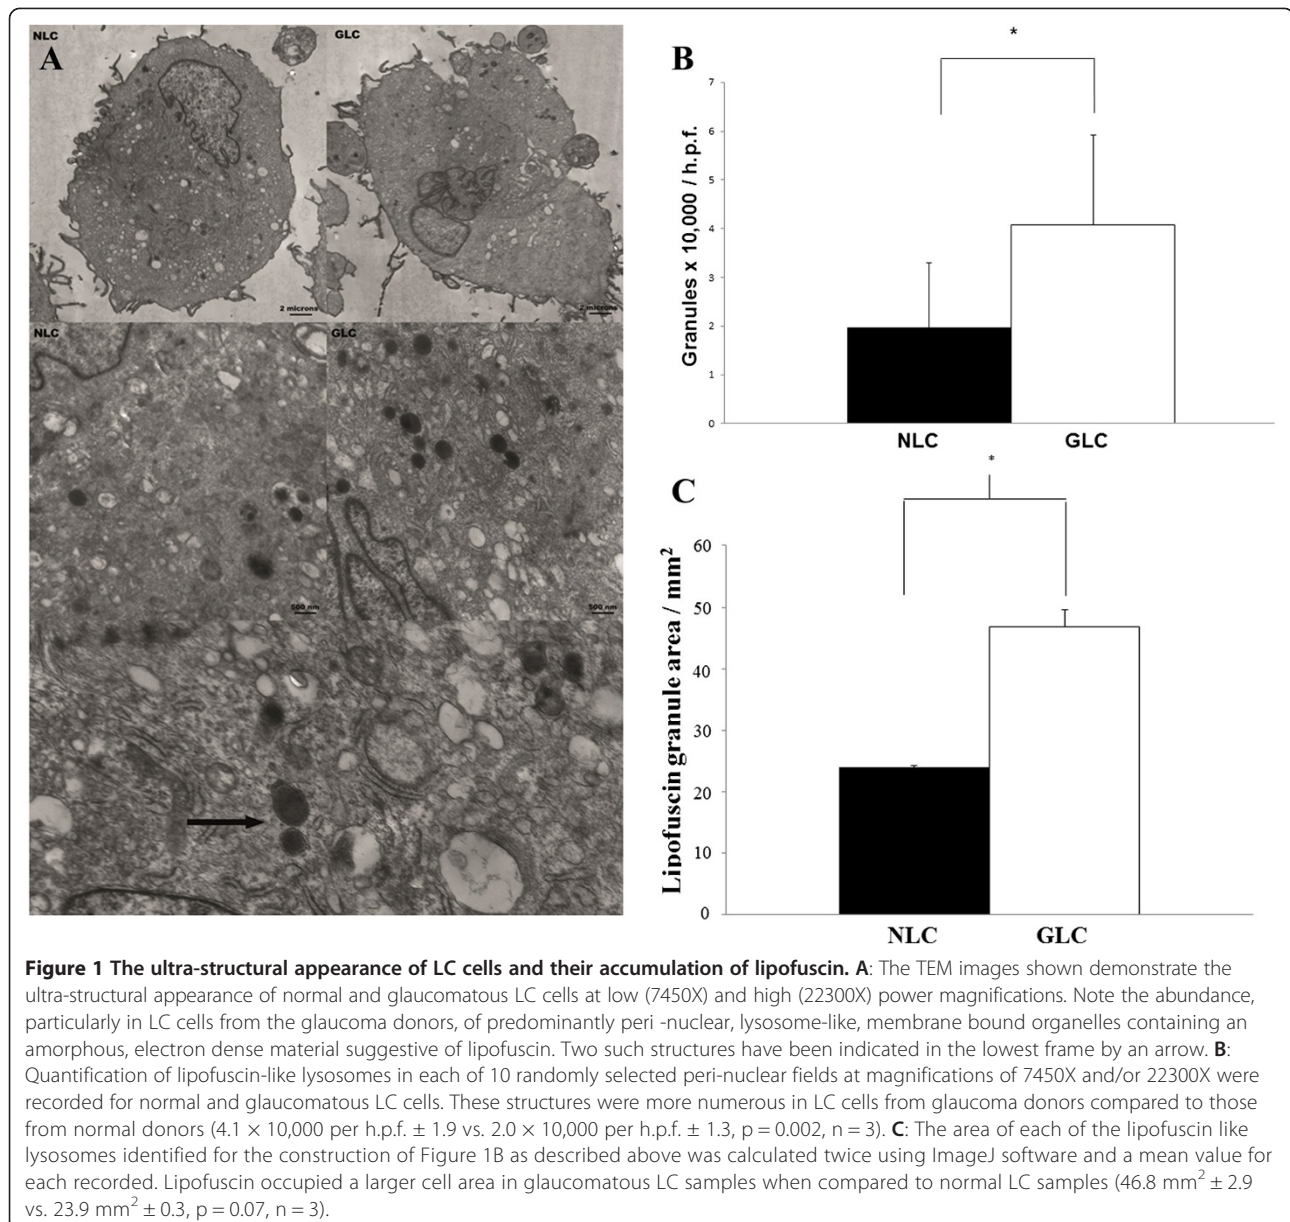 NLC
A
GLC
2 microns
2 microns
NLC
GLC
500 nm
500 nm
B
*
Granules x 10,000 / h.p.f.
7
6
5
4
3
2
1
0
NLC
GLC
C
*
Lipofuscin granule area / mm²
60
50
40
30
20
10
0
NLC
GLC
Figure 1 The ultra-structural appearance of LC cells and their accumulation of lipofuscin. A: The TEM images shown demonstrate the
ultra-structural appearance of normal and glaucomatous LC cells at low (7450X) and high (22300X) power magnifications. Note the abundance,
particularly in LC cells from the glaucoma donors, of predominantly peri -nuclear, lysosome-like, membrane bound organelles containing an
amorphous, electron dense material suggestive of lipofuscin. Two such structures have been indicated in the lowest frame by an arrow. B:
Quantification of lipofuscin-like lysosomes in each of 10 randomly selected peri-nuclear fields at magnifications of 7450X and/or 22300X were
recorded for normal and glaucomatous LC cells. These structures were more numerous in LC cells from glaucoma donors compared to those
from normal donors (4.1 × 10,000 per h.p.f. ± 1.9 vs. 2.0 × 10,000 per h.p.f. ± 1.3, p = 0.002, n = 3). C: The area of each of the lipofuscin like
lysosomes identified for the construction of Figure 1B as described above was calculated twice using ImageJ software and a mean value for
each recorded. Lipofuscin occupied a larger cell area in glaucomatous LC samples when compared to normal LC samples (46.8 mm² ± 2.9
vs. 23.9 mm² ± 0.3, p = 0.07, n = 3).